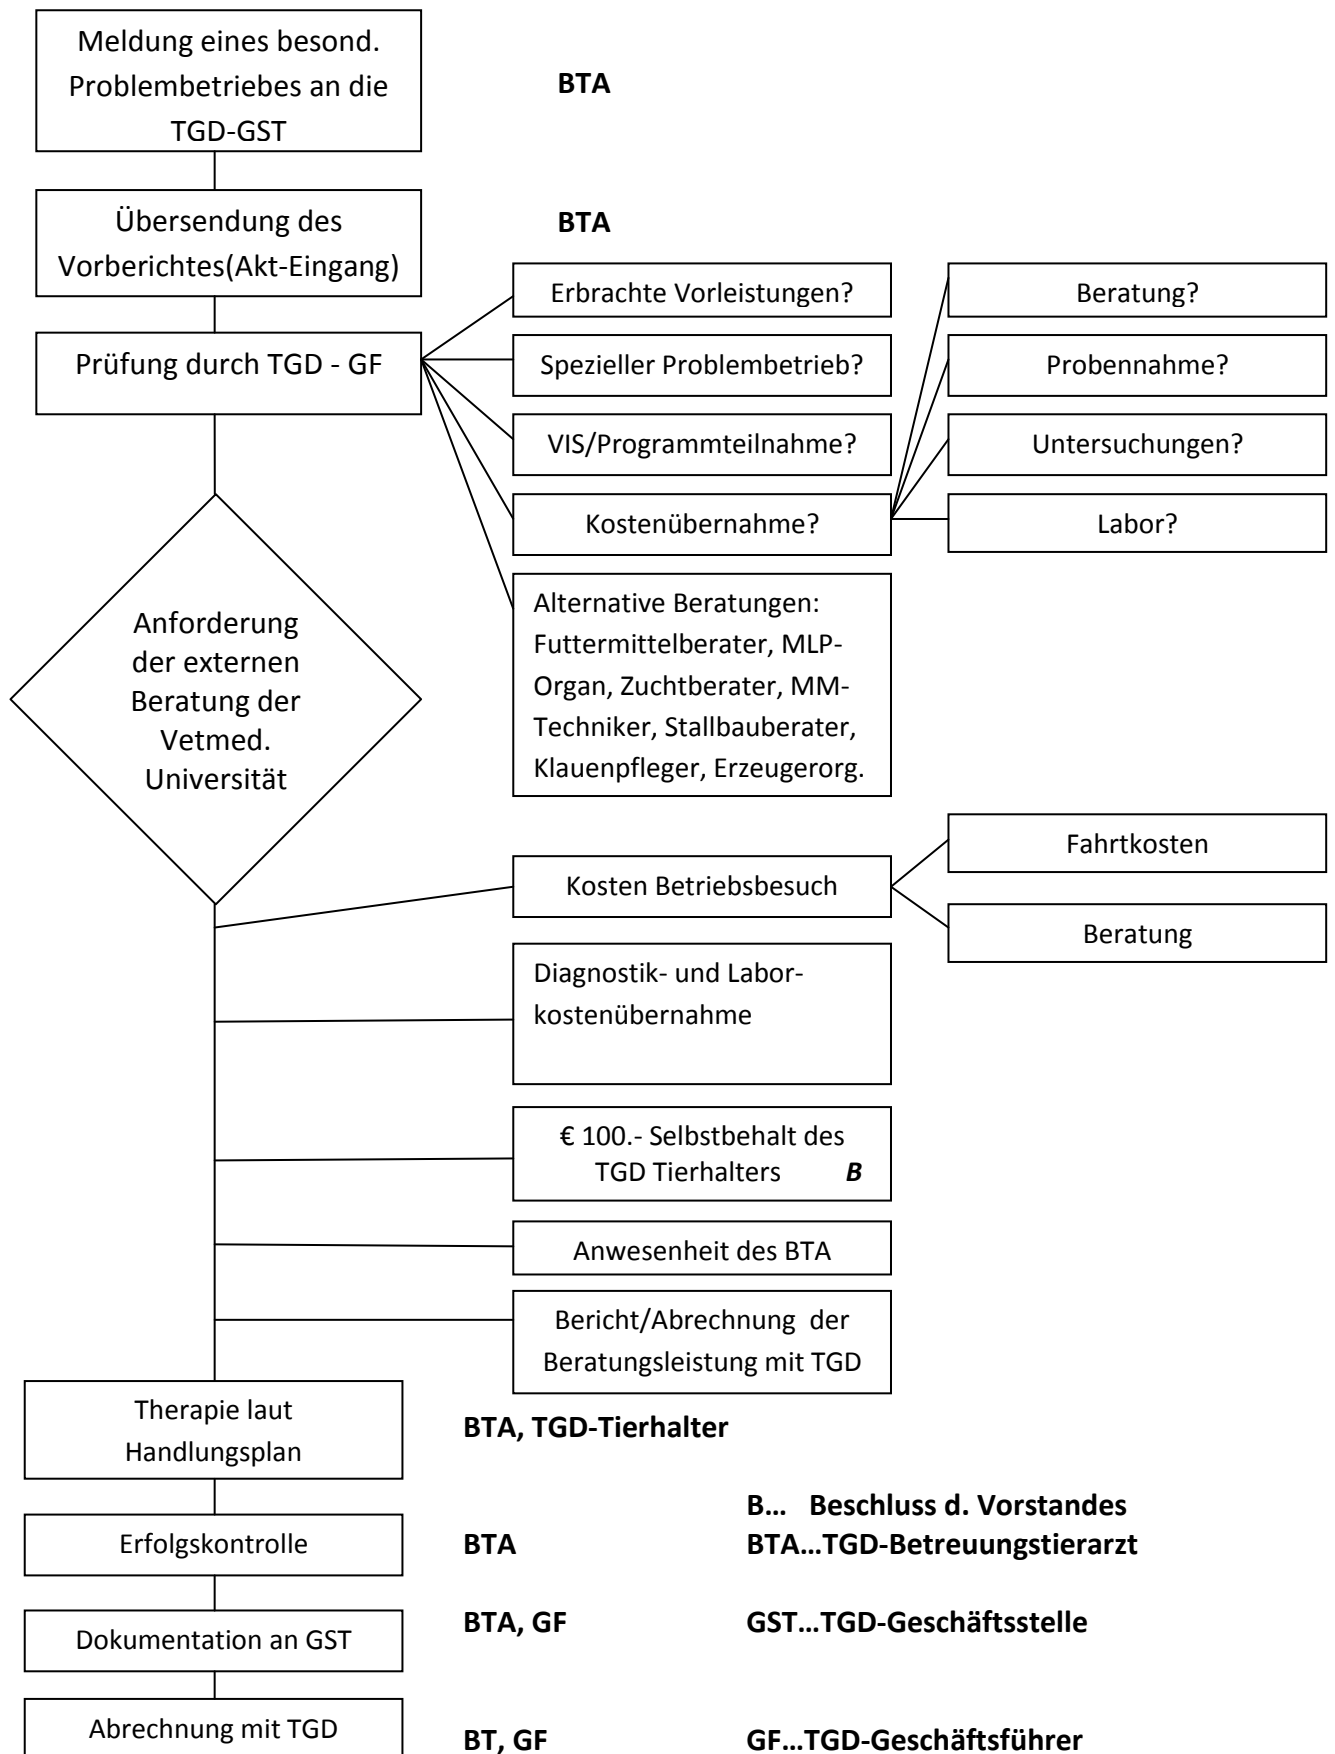 Meldung eines besond.
Problembetriebes an die
TGD-GST
BTA
Übersendung des
Vorberichtes(Akt-Eingang)
BTA
Prüfung durch TGD - GF
Erbrachte Vorleistungen?
Spezieller Problembetrieb?
VIS/Programmteilnahme?
Kostenübernahme?
Beratung?
Probennahme?
Untersuchungen?
Labor?
Alternative Beratungen:
Futtermittelberater, MLP-
Organ, Zuchtberater, MM-
Techniker, Stallbauberater,
Klauenpfleger, Erzeugerorg.
Anforderung
der externen
Beratung der
Vetmed.
Universität
Kosten Betriebsbesuch
Fahrtkosten
Beratung
Diagnostik- und Labor-
kostenübernahme
€ 100.- Selbstbehalt des
TGD Tierhalters B
Anwesenheit des BTA
Bericht/Abrechnung der
Beratungsleistung mit TGD
Therapie laut
Handlungsplan
BTA, TGD-Tierhalter
B... Beschluss d. Vorstandes
Erfolgskontrolle
BTA
BTA...TGD-Betreuungstierarzt
Dokumentation an GST
BTA, GF
GST...TGD-Geschäftsstelle
Abrechnung mit TGD
BT, GF
GF...TGD-Geschäftsführer